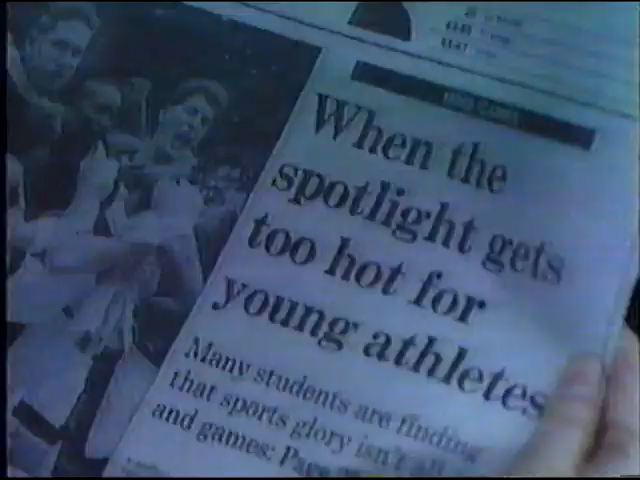 When the
spotlight gets
too hot for
young athletes
Many students are finding
that sports glory isn't all
and games: